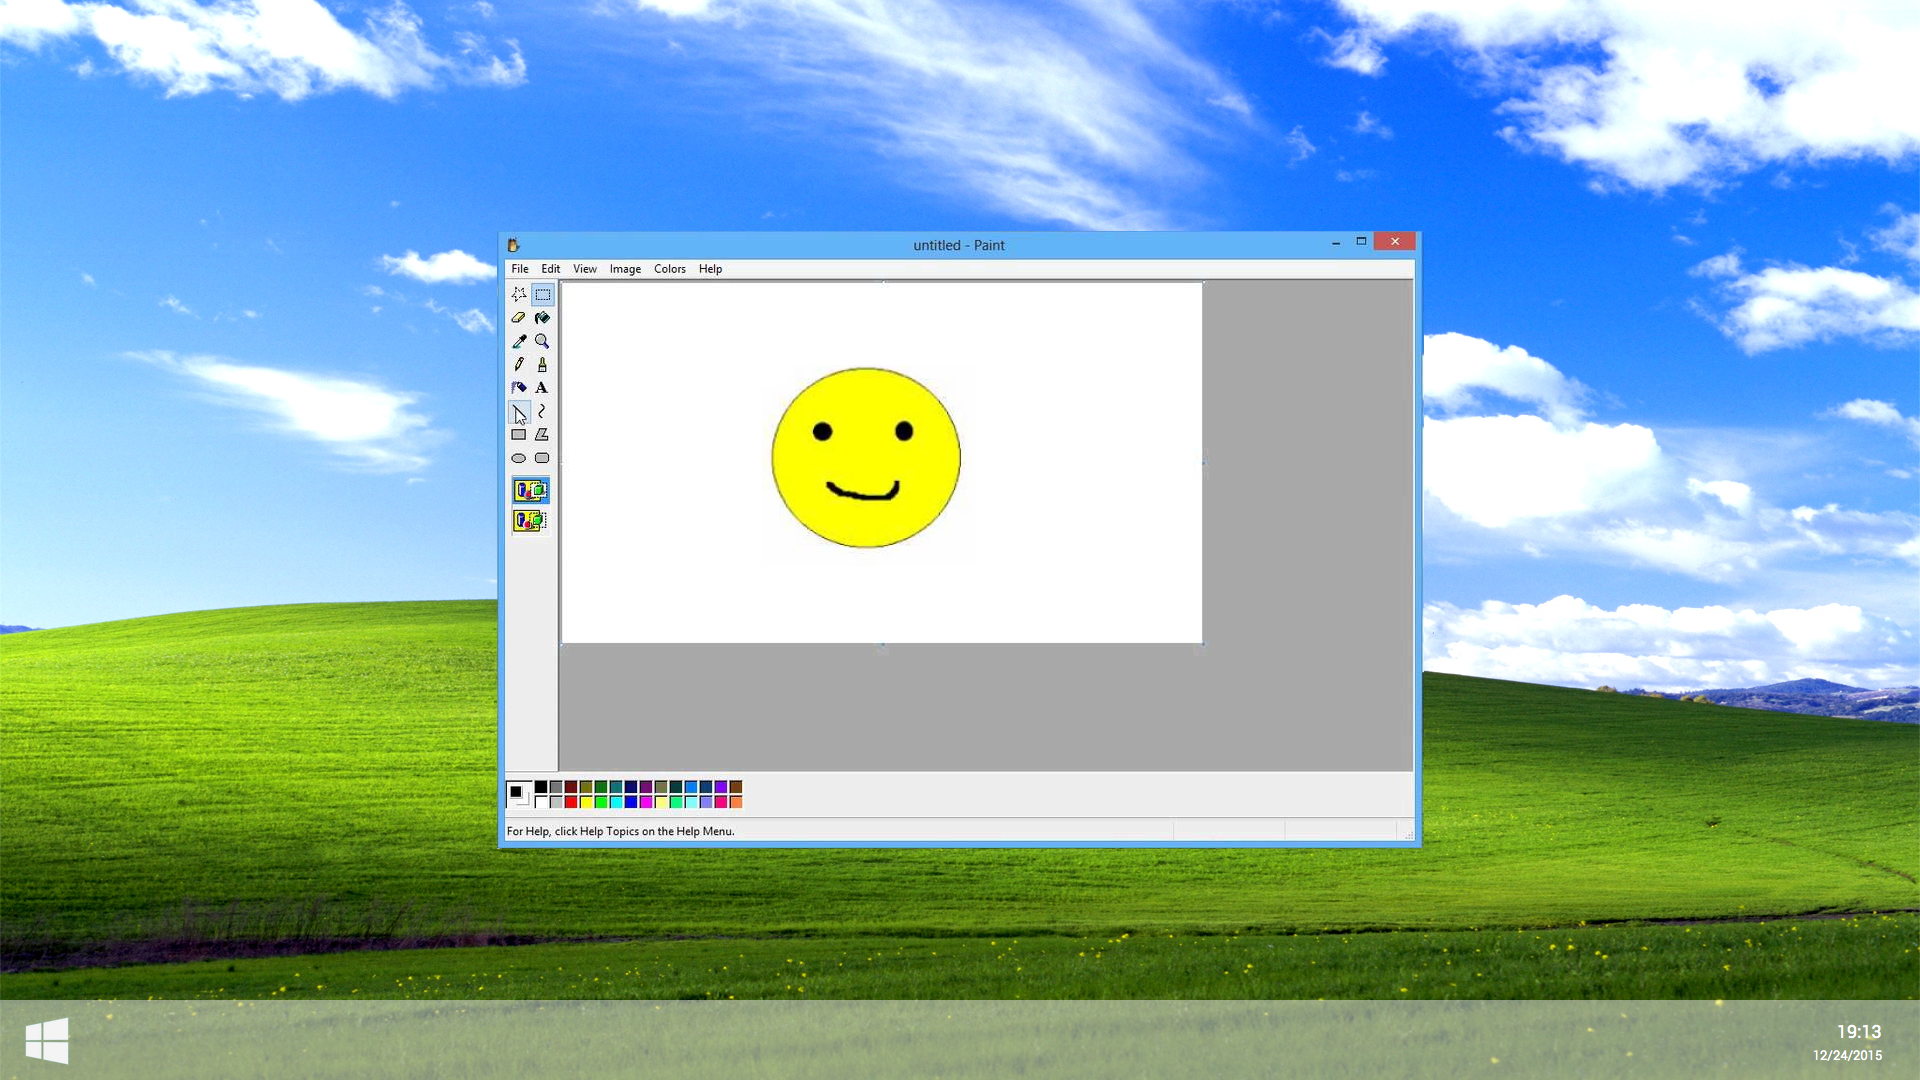 untitled - Paint
File Edit View Image Colors Help
A
For Help, click Help Topics on the Help Menu.
19:13
12/24/2015